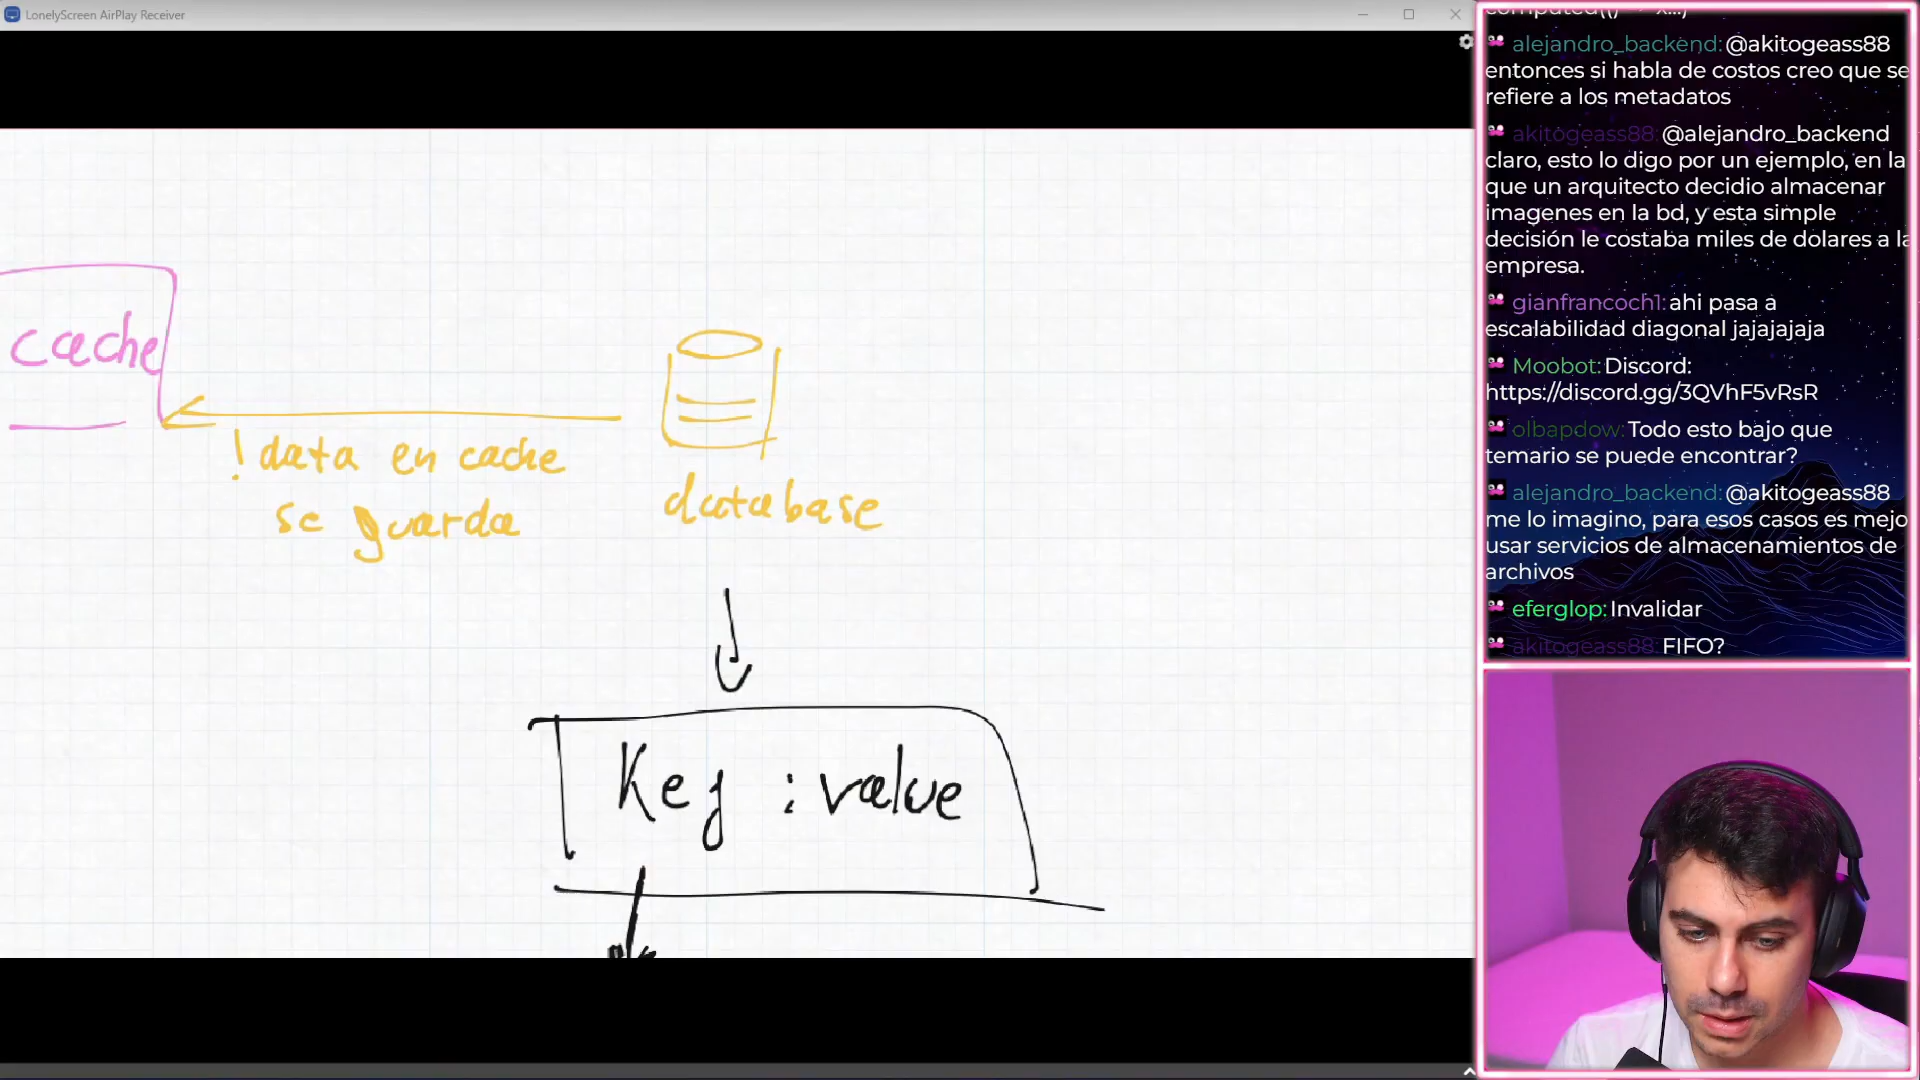 LonelyScreen AirPlay Receiver
cache
! data en cache
se guarda
database
Key : value
alejandro_backend: @akitogeass88
entonces si habla de costos creo que se
refiere a los metadatos
akitogeass88: @alejandro_backend
claro, esto lo digo por un ejemplo, en la
que un arquitecto decidio almacenar
imagenes en la bd, y esta simple
decisión le costaba miles de dolares a la
empresa.
gianfrancoch1: ahi pasa a
escalabilidad diagonal jajajajaja
Moobot: Discord:
https://discord.gg/3QVhF5vRsR
olbapdow: Todo esto bajo que
temario se puede encontrar?
alejandro_backend: @akitogeass88
me lo imagino, para esos casos es mejo
usar servicios de almacenamientos de
archivos
eferglop: Invalidar
akitogeass88: FIFO?